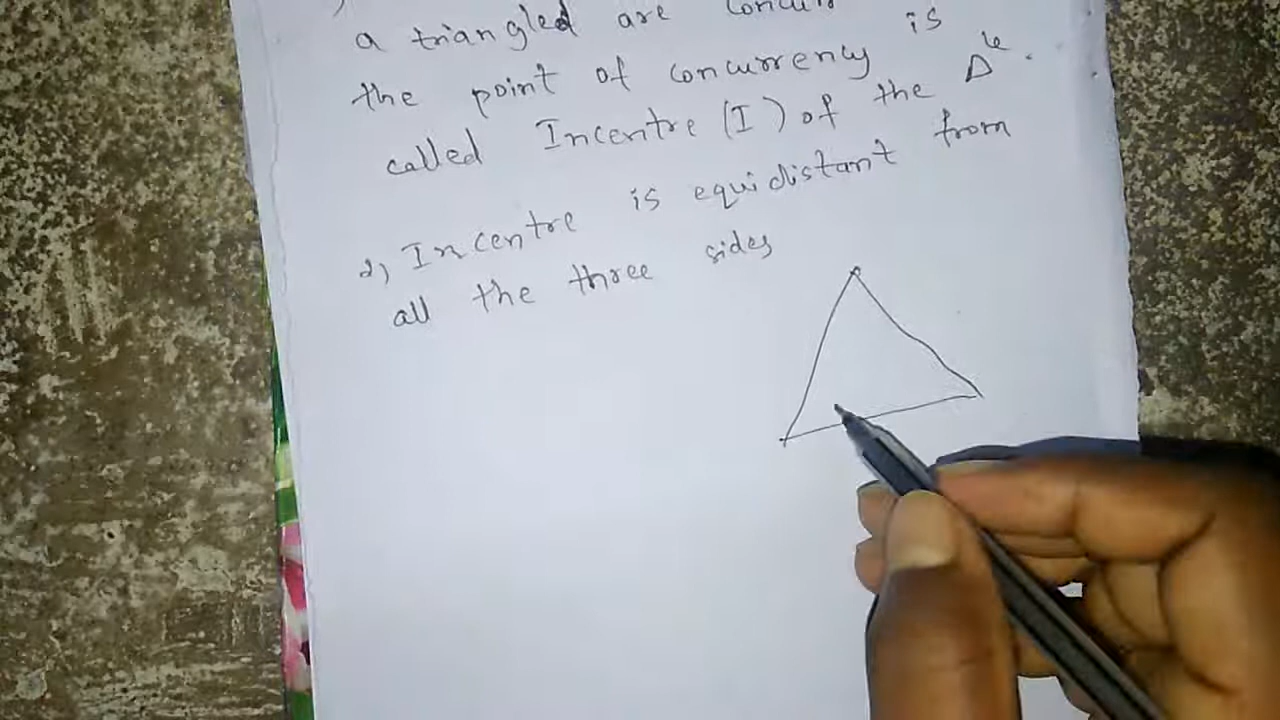 a triangled are
the point of concurrency is
called Incentre (I) of the Δle.
2) Incentre is equidistant from
all the three sides